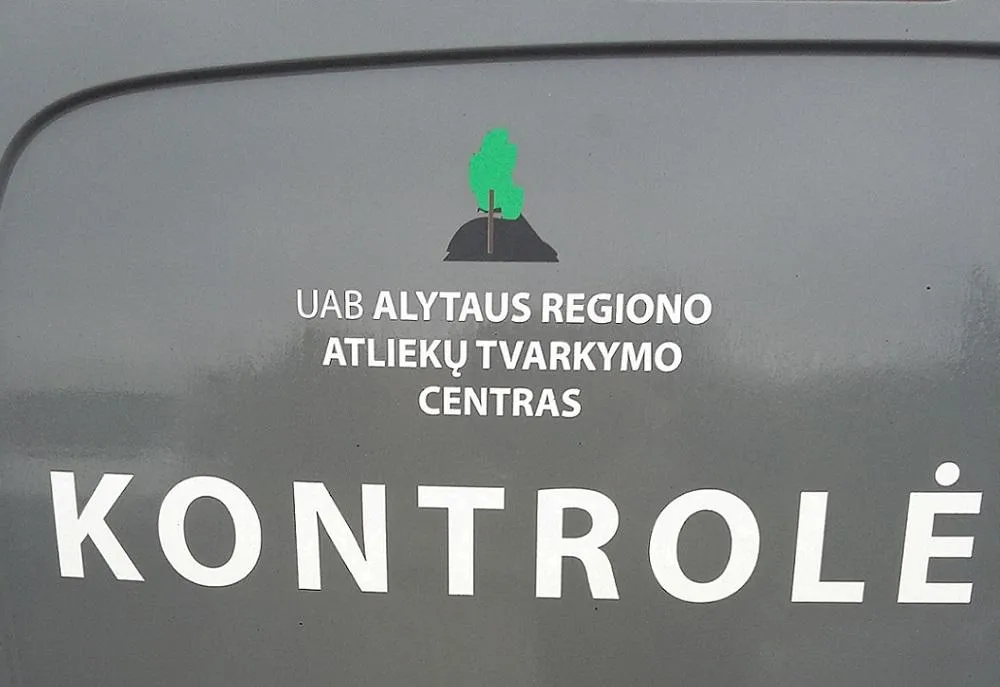 UAB ALYTAUS REGIONO
ATLIEKŲ TVARKYMO
CENTRAS
KONTROLĖ